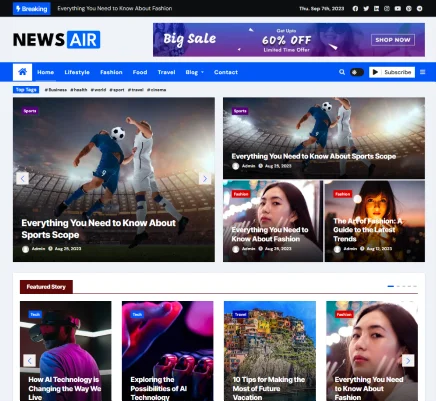 Breaking Everything You Need to Know About Fashion Thu. Sep 7th, 2023
NEWS AIR
Big Sale Get Upto 60% OFF Limited Time Offer SHOP NOW
Home Lifestyle Fashion Food Travel Blog Contact Subscribe
Top Tags #Business #health #world #sport #travel #cinema
Sports
Everything You Need to Know About
Sports Scope
Admin Aug 25, 2023
Sports
Everything You Need to Know About Sports Scope
Admin Aug 25, 2023
Fashion
Everything You Need to
Know About Fashion
Admin Aug 25, 2023
Fashion
The Art of Fashion: A
Guide to the Latest
Trends
Admin Aug 12, 2023
Featured Story
Tech
How AI Technology is
Changing the Way We
Live
Tech
Exploring the
Possibilities of AI
Technology
Travel
10 Tips for Making the
Most of Future
Vacation
Fashion
Everything You Need to
Know About Fashion